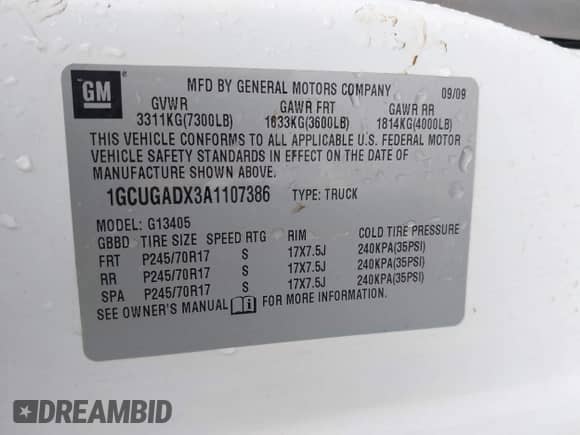 GM
MFD BY GENERAL MOTORS COMPANY 09/09
GVWR GAWR FRT GAWR RR
3311KG(7300LB) 1633KG(3600LB) 1814KG(4000LB)
THIS VEHICLE CONFORMS TO ALL APPLICABLE U.S. FEDERAL MOTOR
VEHICLE SAFETY STANDARDS IN EFFECT ON THE DATE OF
MANUFACTURE SHOWN ABOVE.
1GCUGADX3A1107386 TYPE: TRUCK
MODEL: G13405
GBBD TIRE SIZE SPEED RTG RIM COLD TIRE PRESSURE
FRT P245/70R17 S 17X7.5J 240KPA(35PSI)
RR P245/70R17 S 17X7.5J 240KPA(35PSI)
SPA P245/70R17 S 17X7.5J 240KPA(35PSI)
SEE OWNER'S MANUAL FOR MORE INFORMATION.
DREAMBID